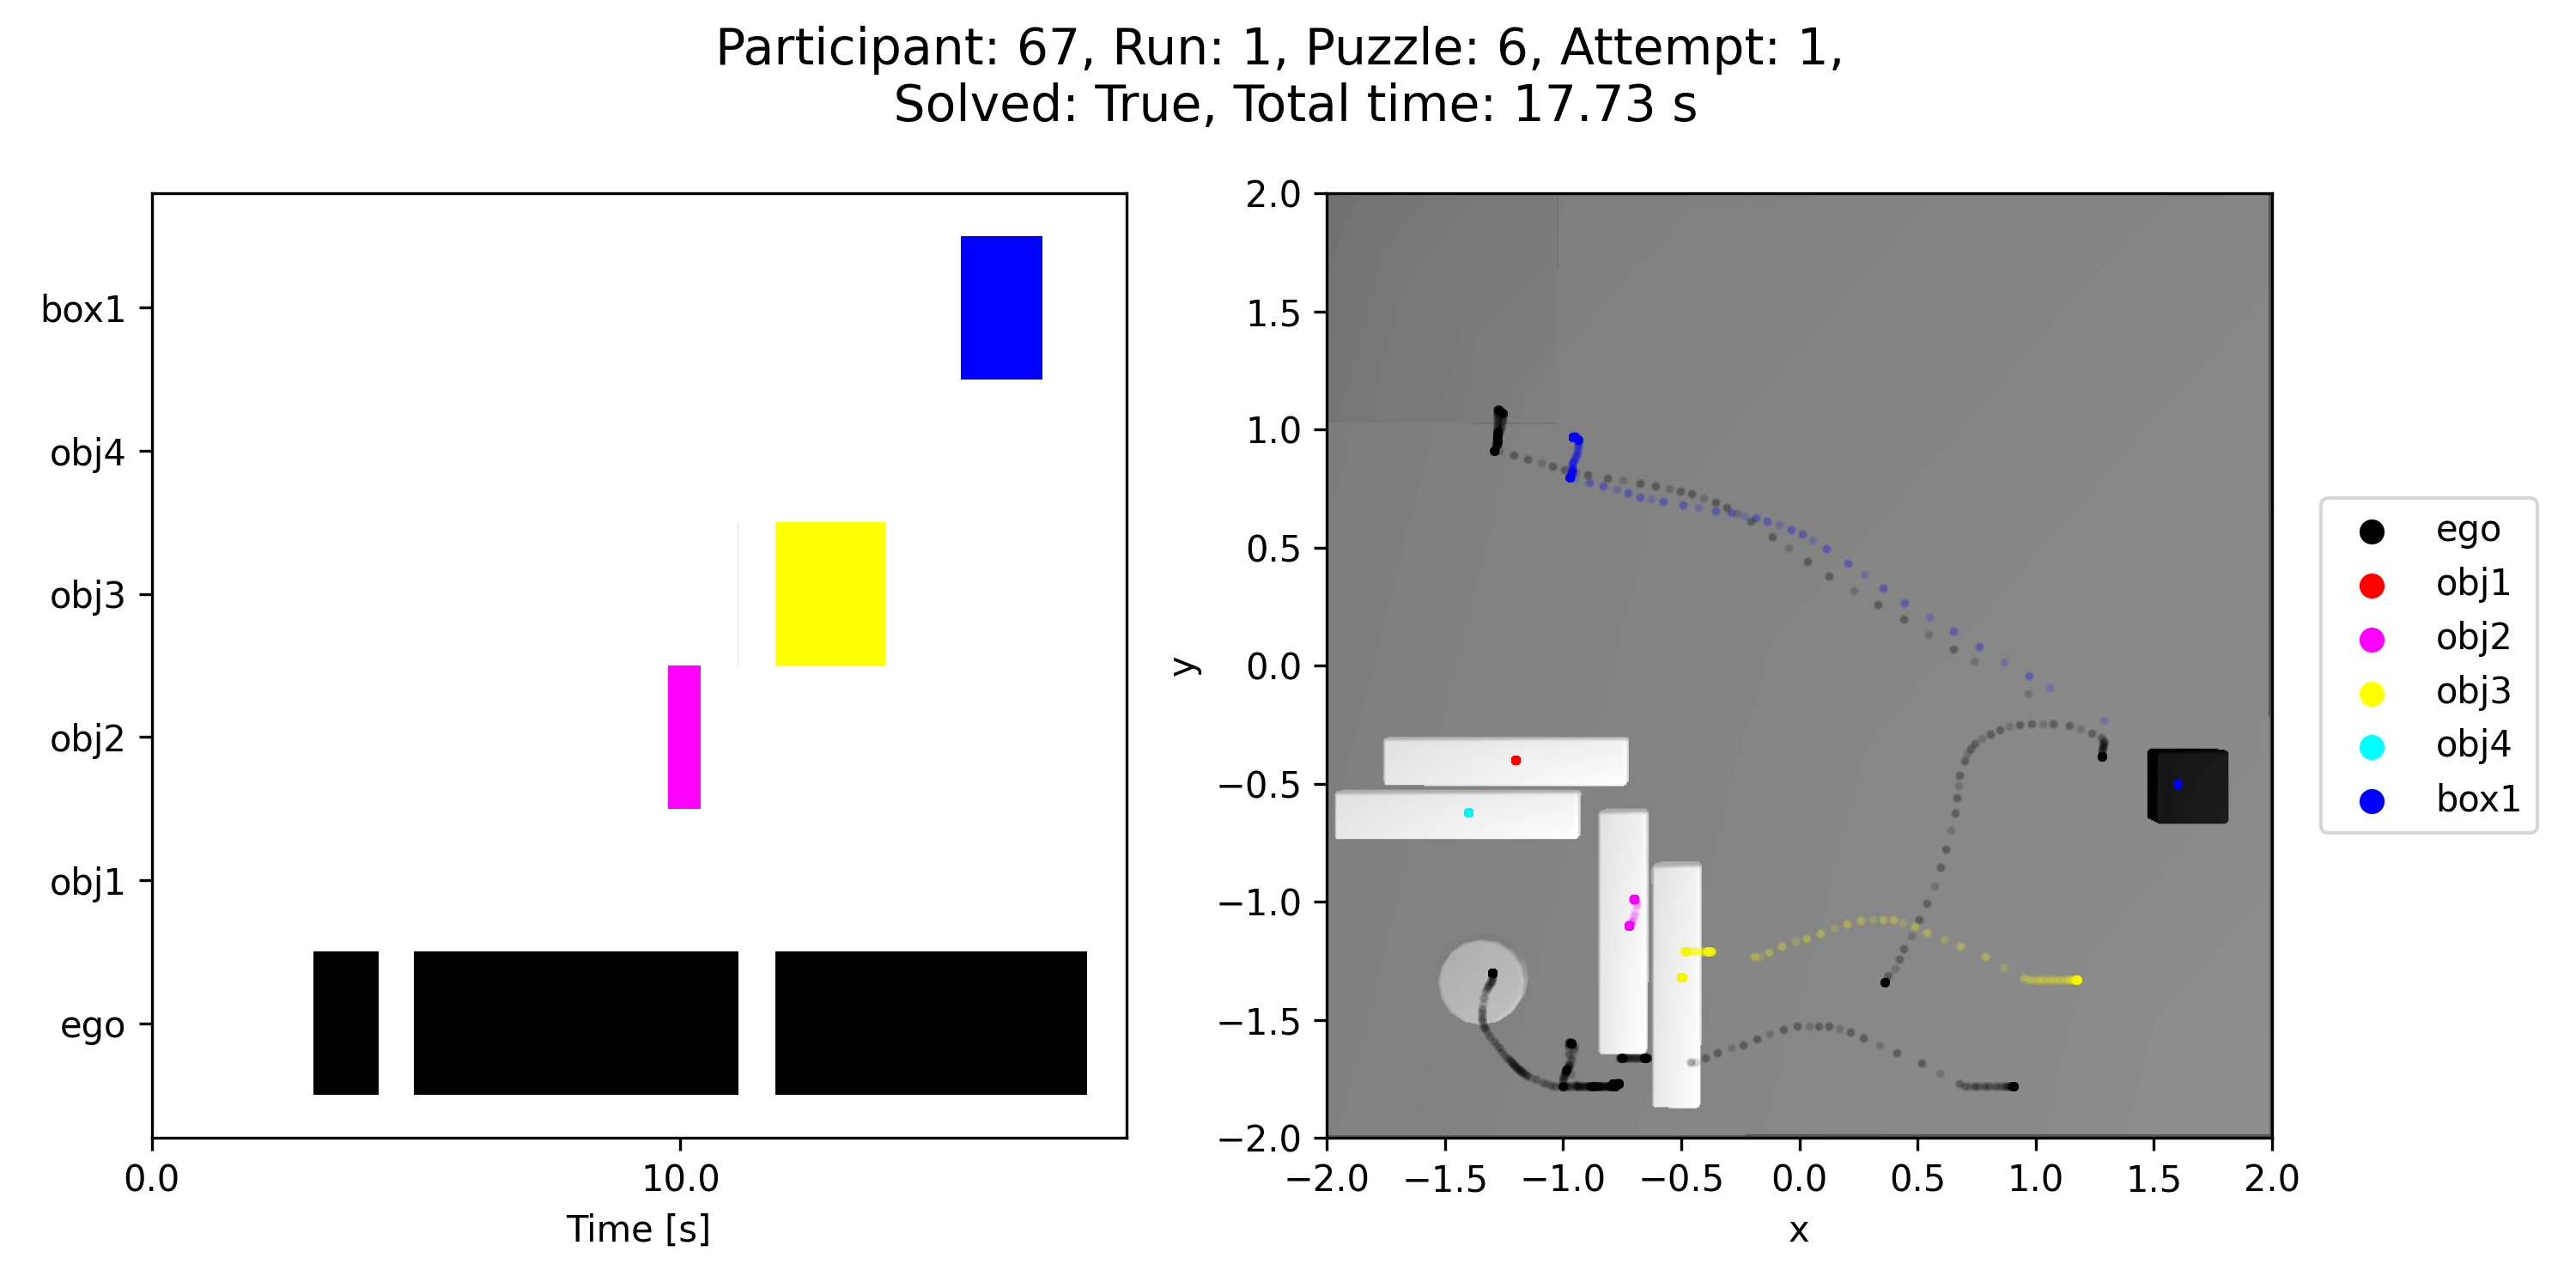 Participant: 67, Run: 1, Puzzle: 6, Attempt: 1,
Solved: True, Total time: 17.73 s
box1
obj4
obj3
obj2
obj1
ego
0.0
10.0
Time [s]
2.0
1.5
1.0
0.5
0.0
−0.5
−1.0
−1.5
−2.0
y
−2.0
−1.5
−1.0
−0.5
0.0
0.5
1.0
1.5
2.0
x
ego
obj1
obj2
obj3
obj4
box1